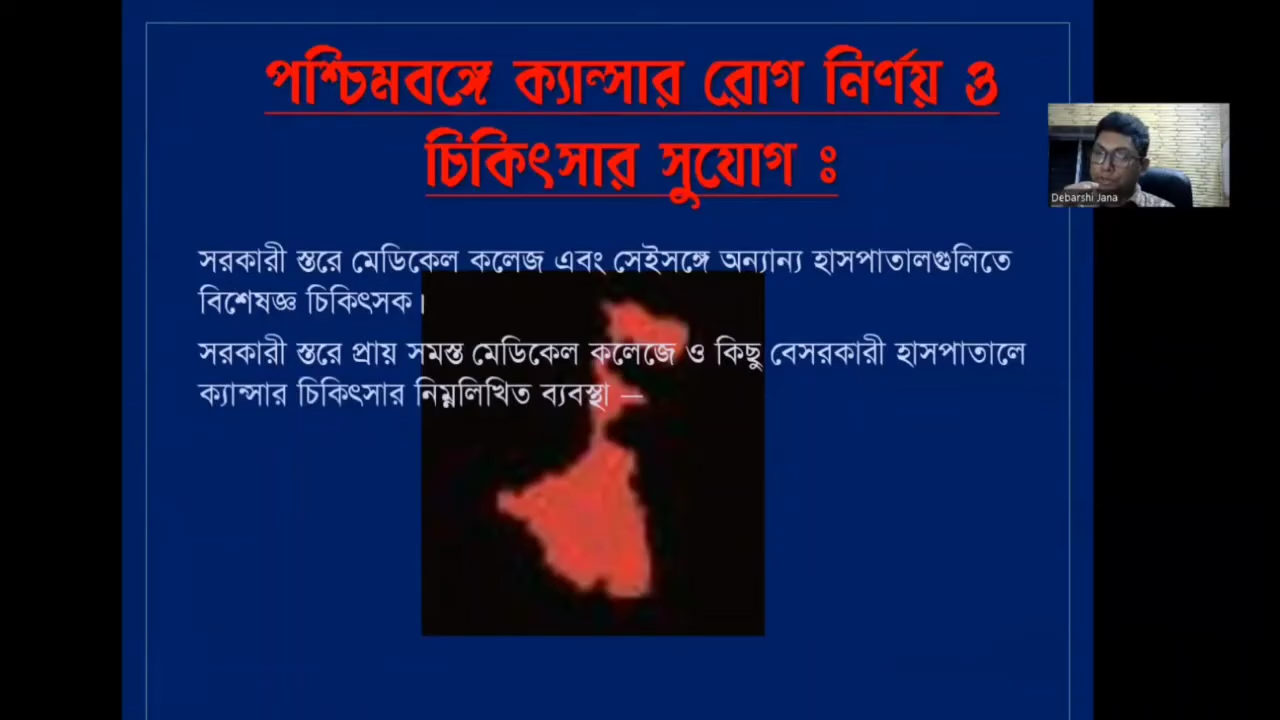 পশ্চিমবঙ্গে ক্যান্সার রোগ নির্ণয় ও
চিকিৎসার সুযোগ ঃ
সরকারী স্তরে মেডিকেল কলেজ এবং সেইসঙ্গে অন্যান্য হাসপাতালগুলিতে
বিশেষজ্ঞ চিকিৎসক।
সরকারী স্তরে প্রায় সমস্ত মেডিকেল কলেজে ও কিছু বেসরকারী হাসপাতালে
ক্যান্সার চিকিৎসার নিম্নলিখিত ব্যবস্থা —
Debarshi Jana